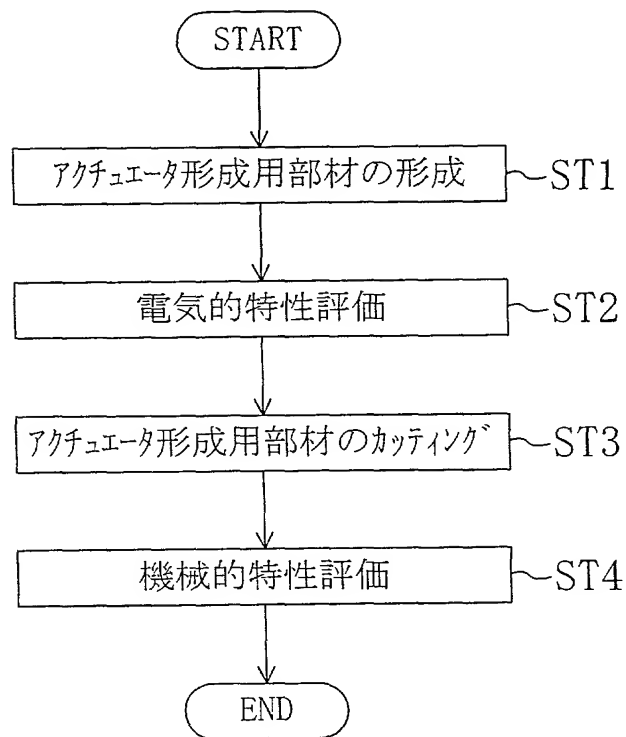 START
アクチュエータ形成用部材の形成
ST1
電気的特性評価
ST2
アクチュエータ形成用部材のカッティング
ST3
機械的特性評価
ST4
END